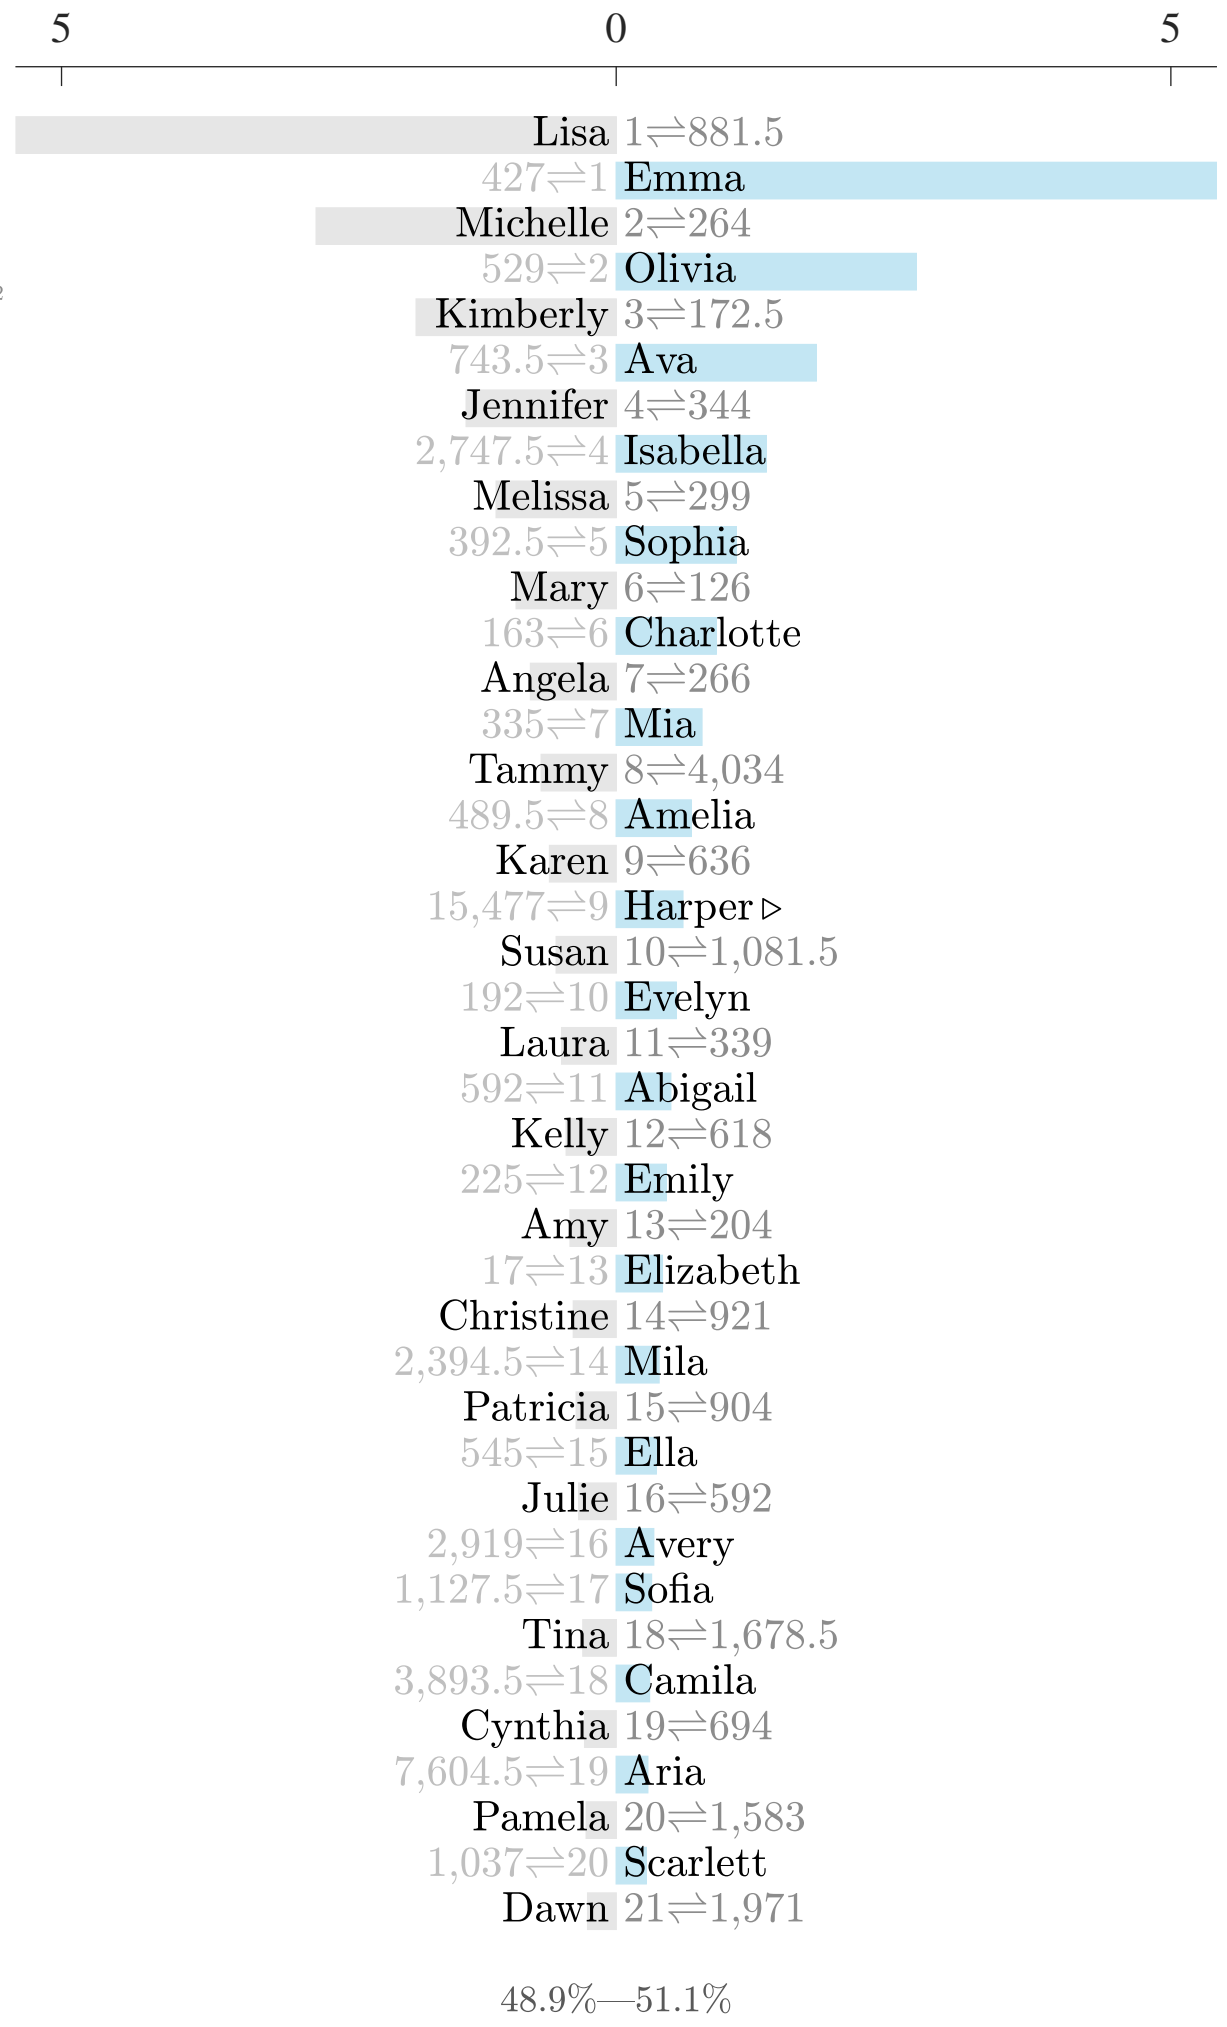 5 0 5
Lisa 1⇌881.5
427⇌1 Emma
Michelle 2⇌264
529⇌2 Olivia
2
Kimberly 3⇌172.5
743.5⇌3 Ava
Jennifer 4⇌344
2,747.5⇌4 Isabella
Melissa 5⇌299
392.5⇌5 Sophia
Mary 6⇌126
163⇌6 Charlotte
Angela 7⇌266
335⇌7 Mia
Tammy 8⇌4,034
489.5⇌8 Amelia
Karen 9⇌636
15,477⇌9 Harper ▹
Susan 10⇌1,081.5
192⇌10 Evelyn
Laura 11⇌339
592⇌11 Abigail
Kelly 12⇌618
225⇌12 Emily
Amy 13⇌204
17⇌13 Elizabeth
Christine 14⇌921
2,394.5⇌14 Mila
Patricia 15⇌904
545⇌15 Ella
Julie 16⇌592
2,919⇌16 Avery
1,127.5⇌17 Sofia
Tina 18⇌1,678.5
3,893.5⇌18 Camila
Cynthia 19⇌694
7,604.5⇌19 Aria
Pamela 20⇌1,583
1,037⇌20 Scarlett
Dawn 21⇌1,971
48.9%—51.1%